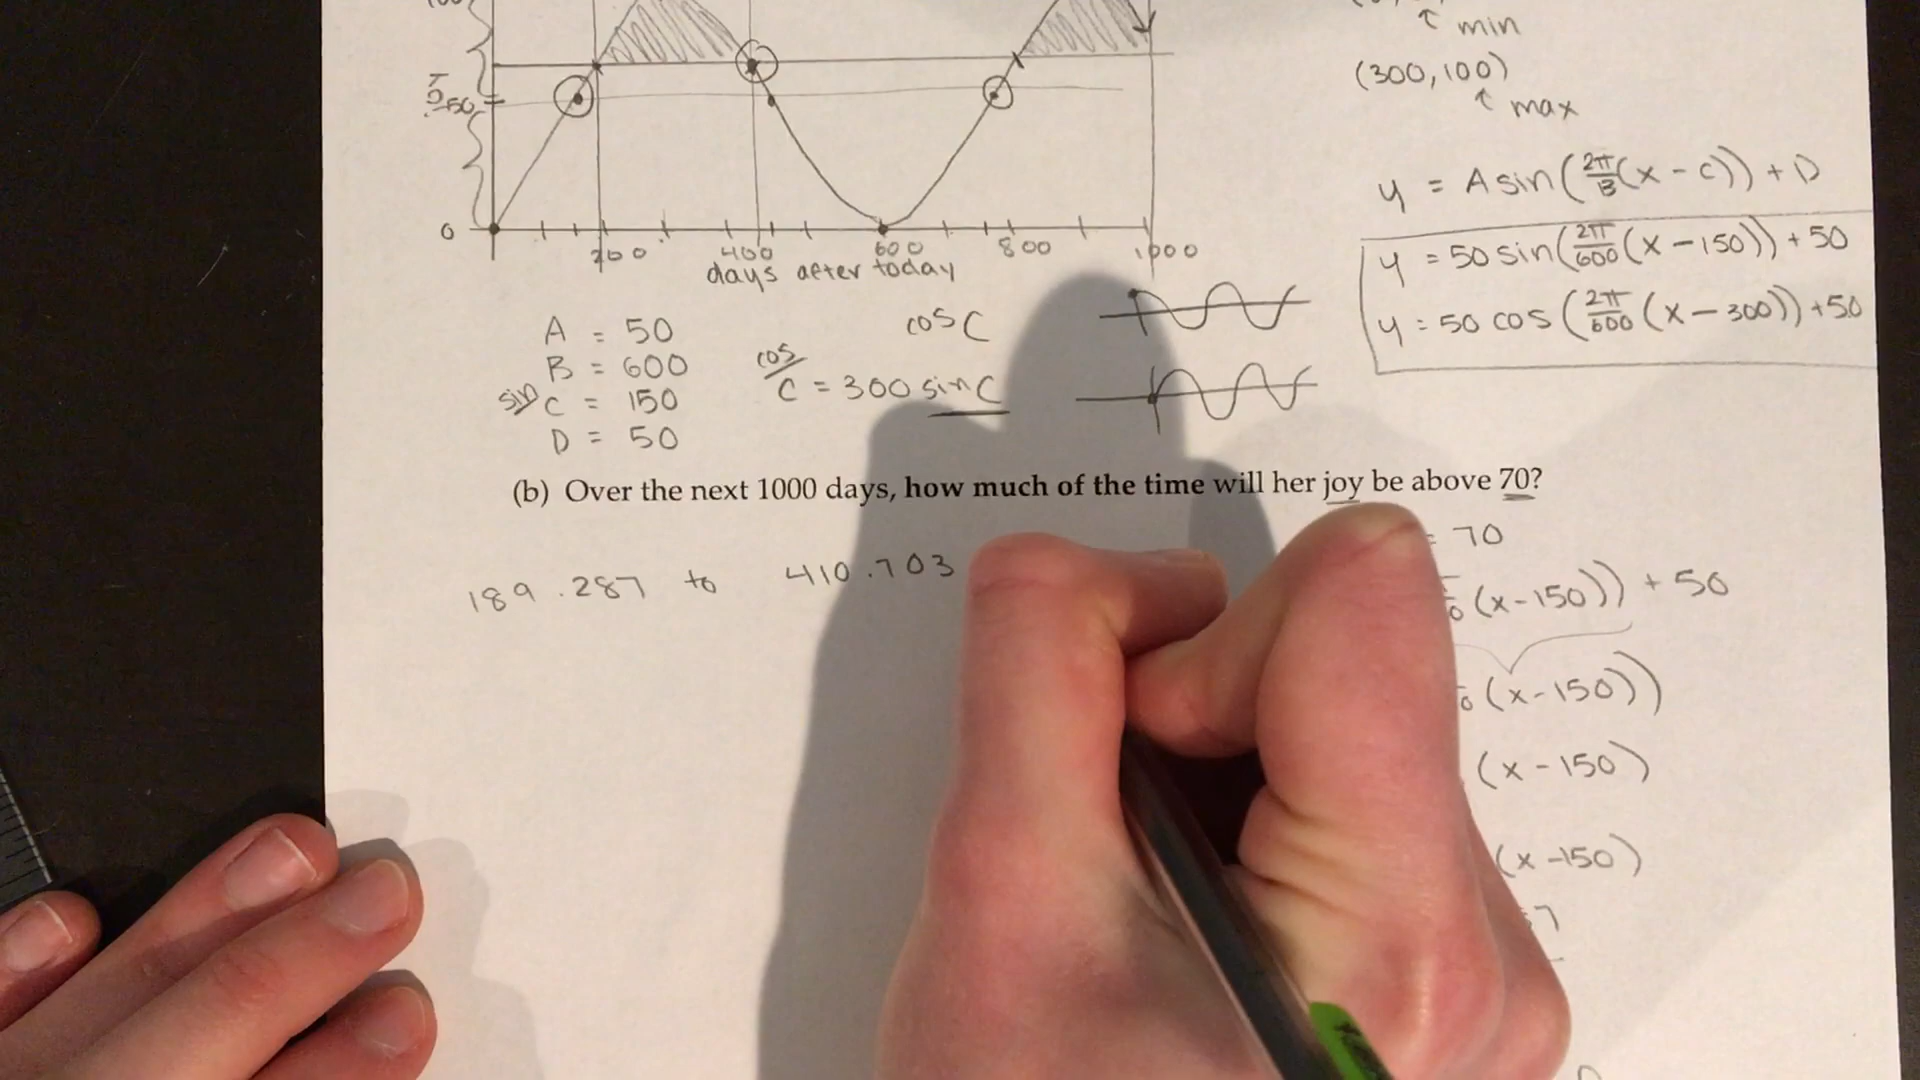 min
(300,100)
50
max
y = A sin(2π/B(x - C)) + D
0
200 400 600 800 1000
days after today
y = 50 sin(2π/600(x - 150)) + 50
y = 50 cos(2π/600(x - 300)) + 50
A = 50
B = 600
sin C = 150
D = 50
cos C
cos
C = 300 sin C
(b) Over the next 1000 days, how much of the time will her joy be above 70?
189.287 to 410.703
= 70
(x-150)) + 50
(x-150))
(x-150)
(x-150)
7